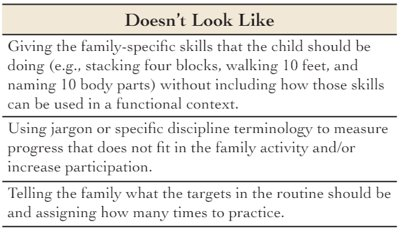 Doesn't Look Like
Giving the family-specific skills that the child should be
doing (e.g., stacking four blocks, walking 10 feet, and
naming 10 body parts) without including how those skills
can be used in a functional context.
Using jargon or specific discipline terminology to measure
progress that does not fit in the family activity and/or
increase participation.
Telling the family what the targets in the routine should be
and assigning how many times to practice.